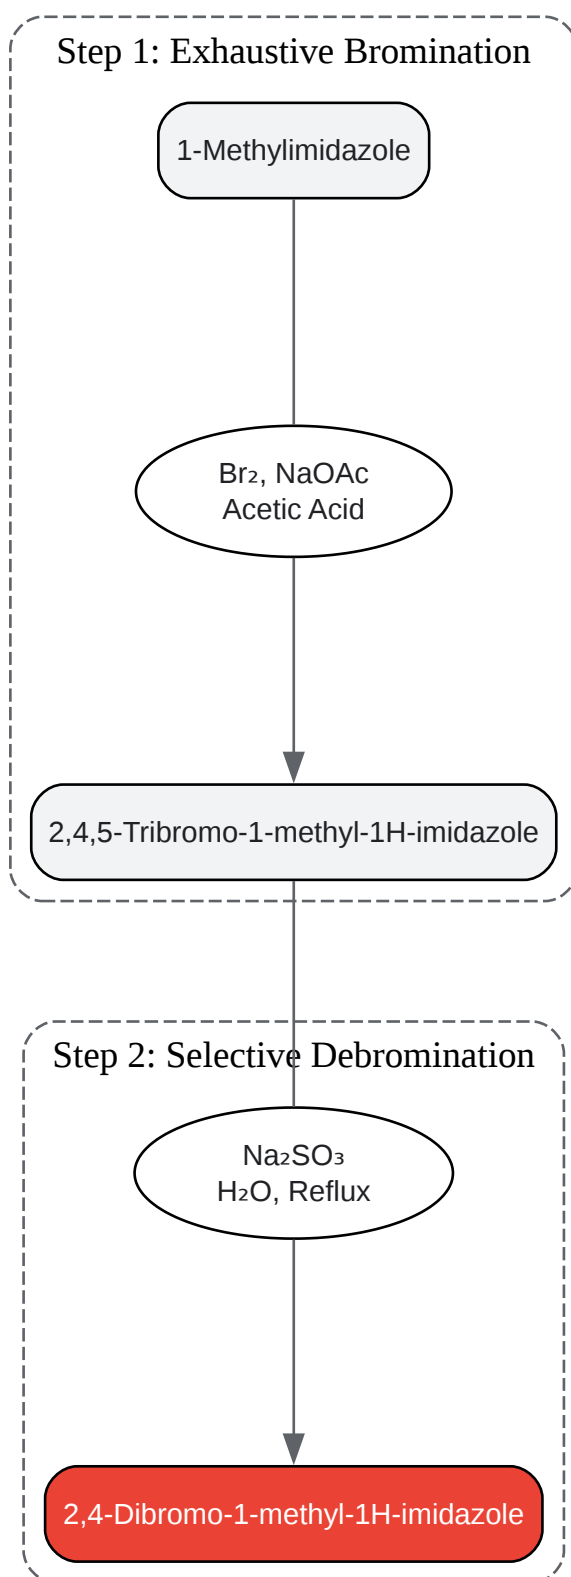 Step 1: Exhaustive Bromination
1-Methylimidazole
Br₂, NaOAc
Acetic Acid
2,4,5-Tribromo-1-methyl-1H-imidazole
Step 2: Selective Debromination
Na₂SO₃
H₂O, Reflux
2,4-Dibromo-1-methyl-1H-imidazole